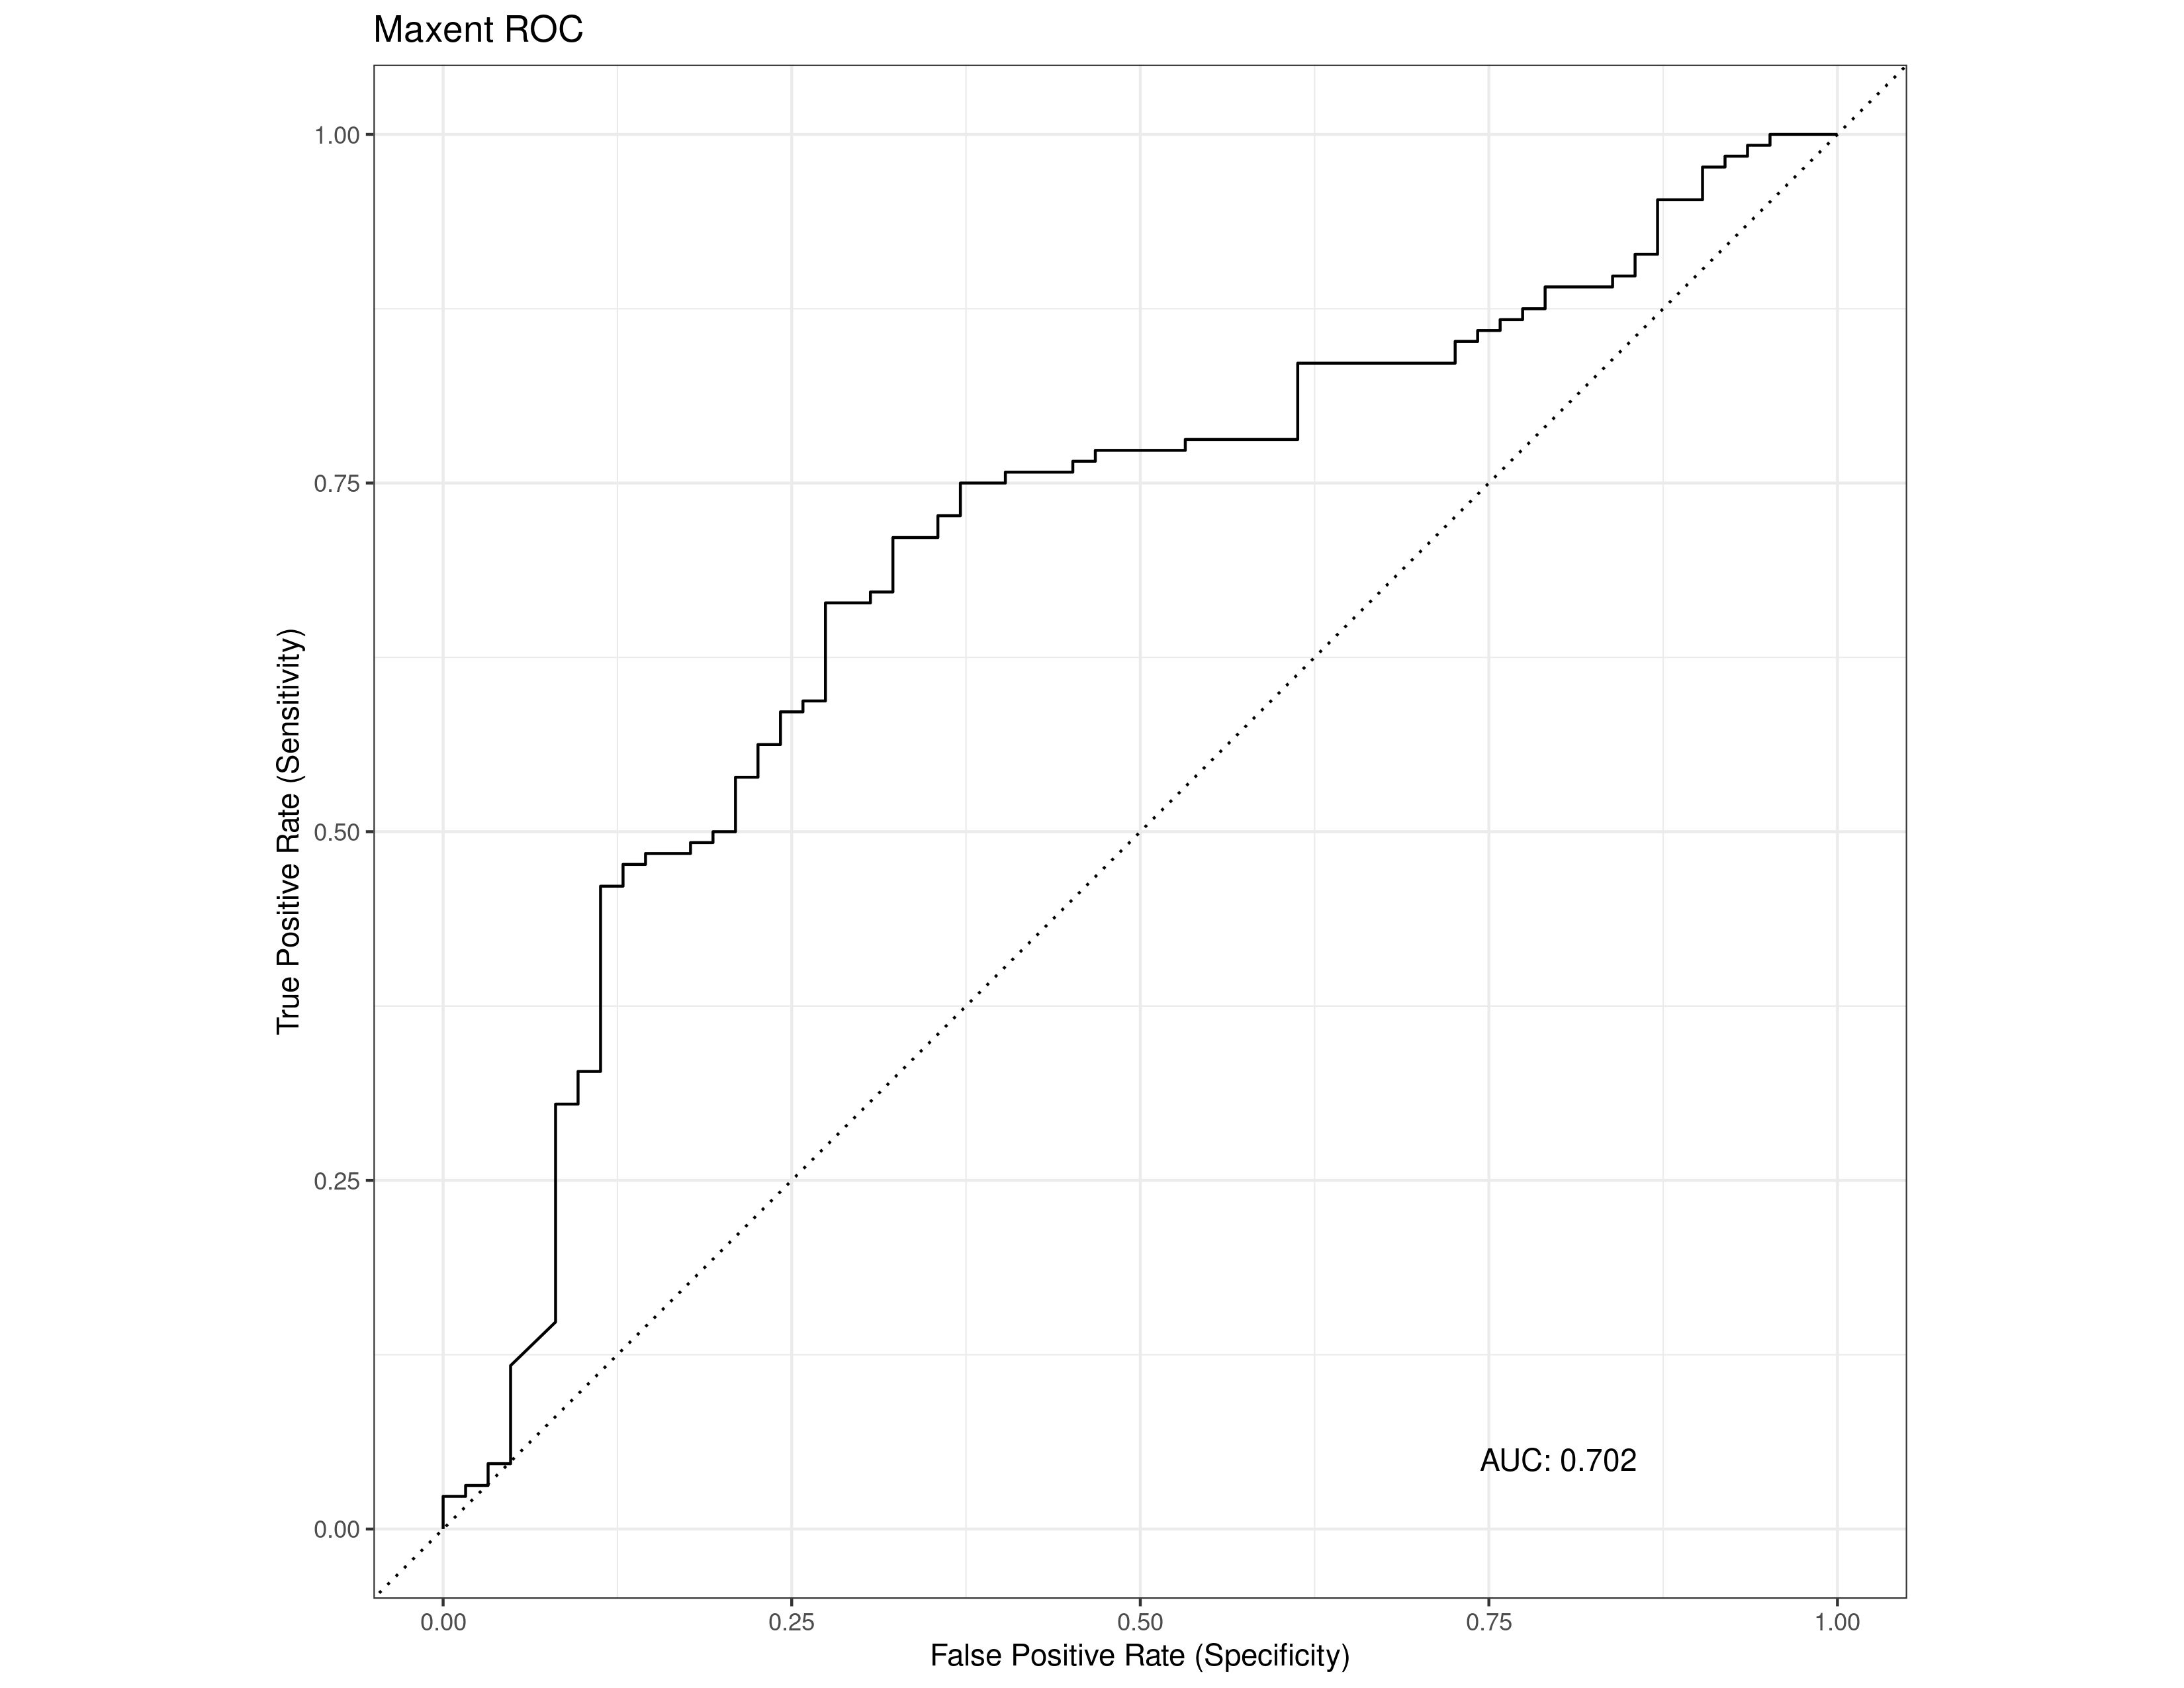 Maxent ROC
1.00
0.75
0.50
0.25
0.00
True Positive Rate (Sensitivity)
AUC: 0.702
0.00 0.25 0.50 0.75 1.00
False Positive Rate (Specificity)